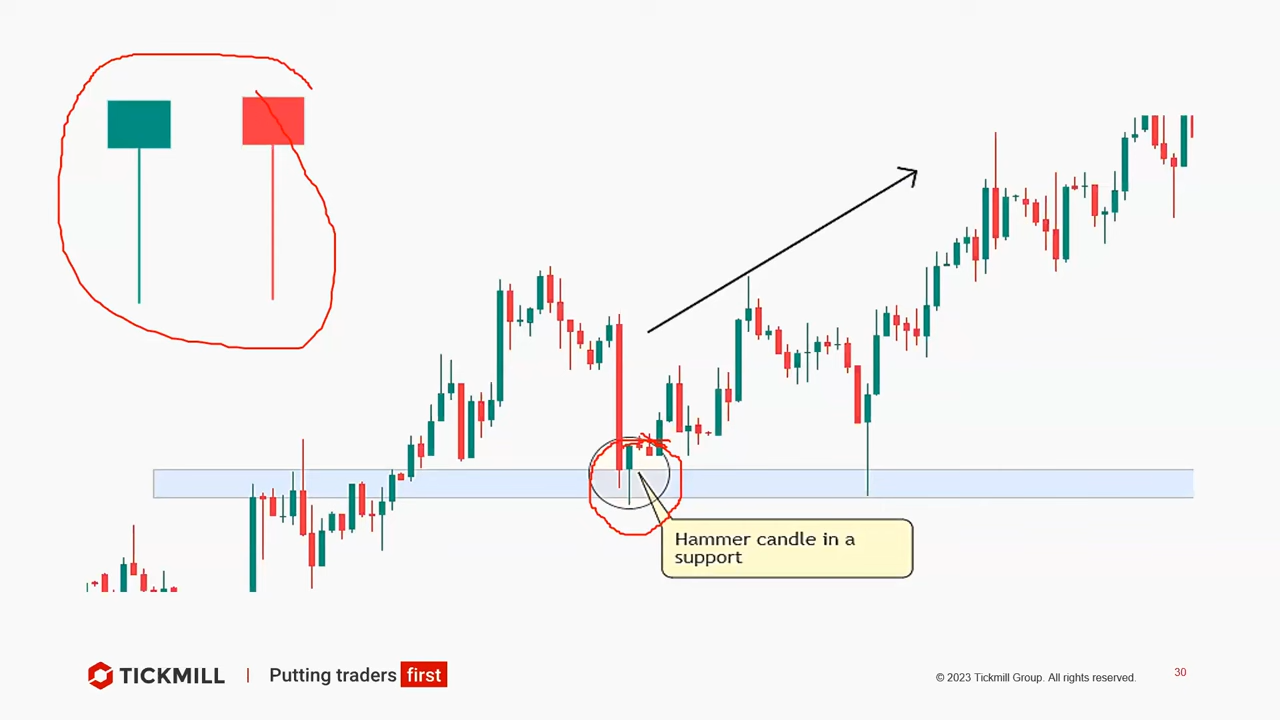 Hammer candle in a
support
TICKMILL | Putting traders first
© 2023 Tickmill Group. All rights reserved.
30